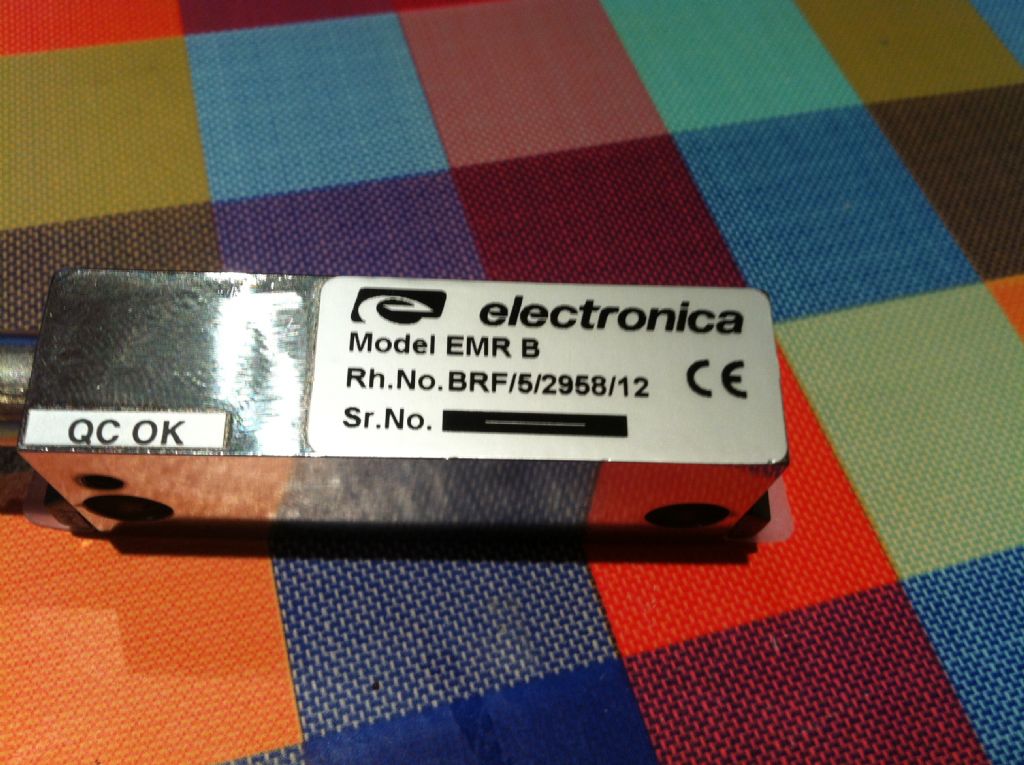 e electronica
Model EMR B
Rh.No.BRF/5/2958/12 CE
Sr.No.
QC OK